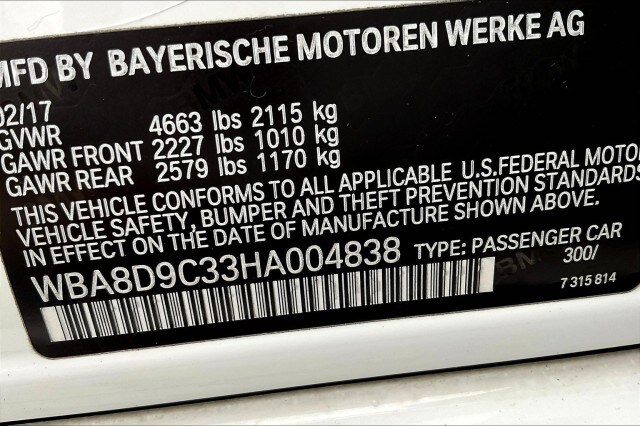 MFD BY BAYERISCHE MOTOREN WERKE AG
02/17
GVWR 4663 lbs 2115 kg
GAWR FRONT 2227 lbs 1010 kg
GAWR REAR 2579 lbs 1170 kg
THIS VEHICLE CONFORMS TO ALL APPLICABLE U.S.FEDERAL MOTOR
VEHICLE SAFETY, BUMPER AND THEFT PREVENTION STANDARDS
IN EFFECT ON THE DATE OF MANUFACTURE SHOWN ABOVE.
WBA8D9C33HA004838 TYPE: PASSENGER CAR
300/
7 315 814